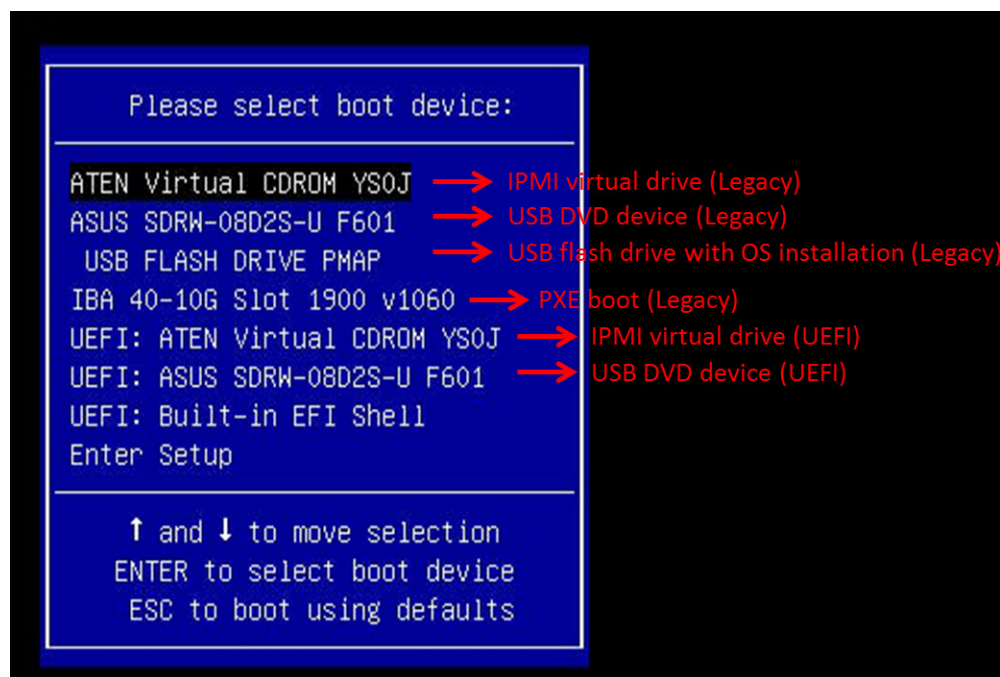 Please select boot device:
ATEN Virtual CDROM YS0J IPMI virtual drive (Legacy)
ASUS SDRW-08D2S-U F601 USB DVD device (Legacy)
USB FLASH DRIVE PMAP USB flash drive with OS installation (Legacy)
IBA 40-10G Slot 1900 v1060 PXE boot (Legacy)
UEFI: ATEN Virtual CDROM YS0J IPMI virtual drive (UEFI)
UEFI: ASUS SDRW-08D2S-U F601 USB DVD device (UEFI)
UEFI: Built-in EFI Shell
Enter Setup
↑ and ↓ to move selection
ENTER to select boot device
ESC to boot using defaults